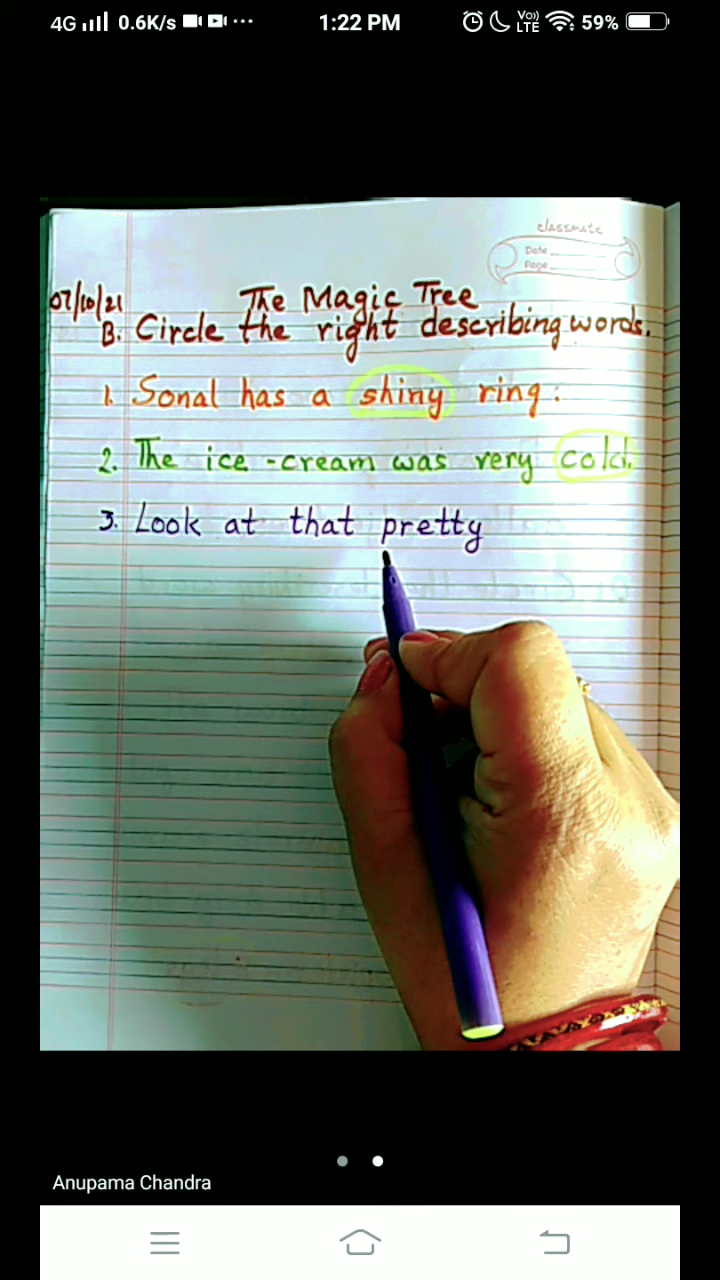 4G 0.6K/s ... 1:22 PM Vo) LTE 59%
classmate
Date
Page
07/10/21 The Magic Tree
B. Circle the right describing words.
1. Sonal has a shiny ring.
2. The ice-cream was very cold.
3. Look at that pretty
Anupama Chandra